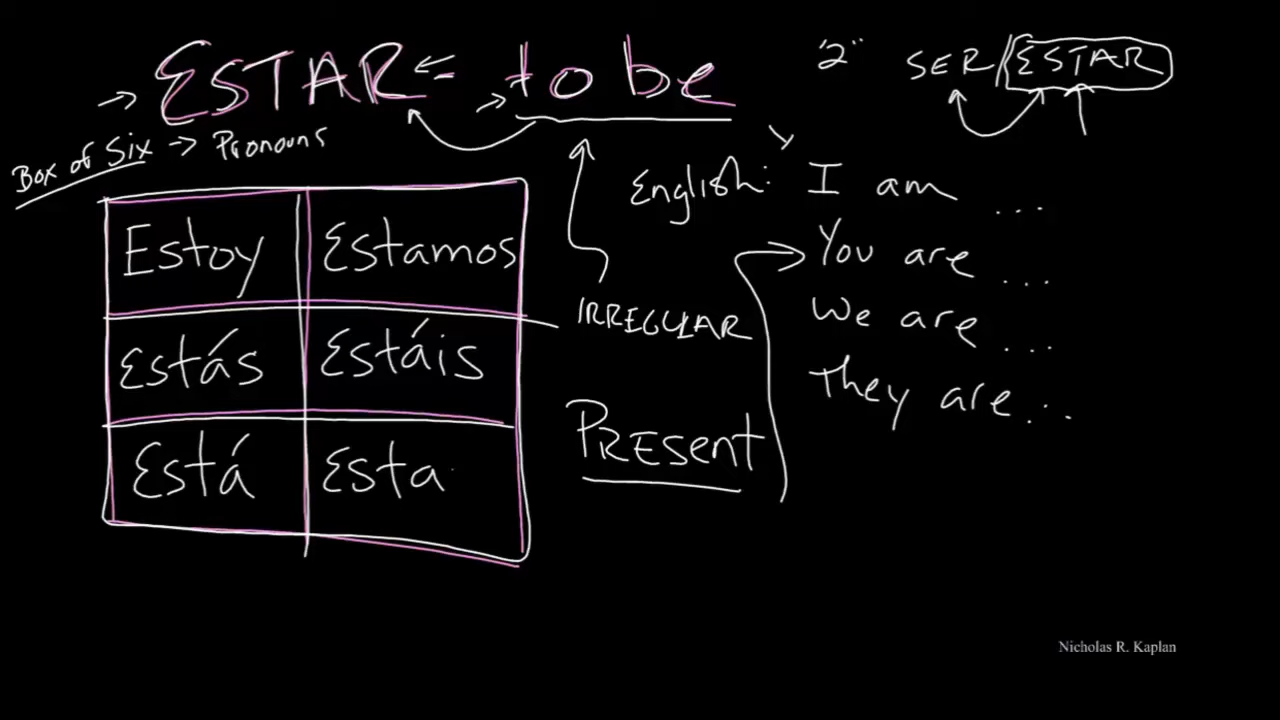 ESTAR = to be
"2" SER/ESTAR
Box of Six → Pronouns
Estoy Estamos
Estás Estáis
Está Esta
IRREGULAR
PRESENT
English: I am ...
You are ...
We are ...
They are ...
Nicholas R. Kaplan